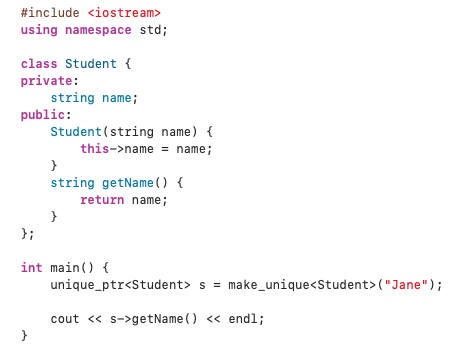 #include <iostream>
using namespace std;
class Student {
private:
    string name;
public:
    Student(string name) {
        this->name = name;
    }
    string getName() {
        return name;
    }
};
int main() {
    unique_ptr<Student> s = make_unique<Student>("Jane");
    cout << s->getName() << endl;
}